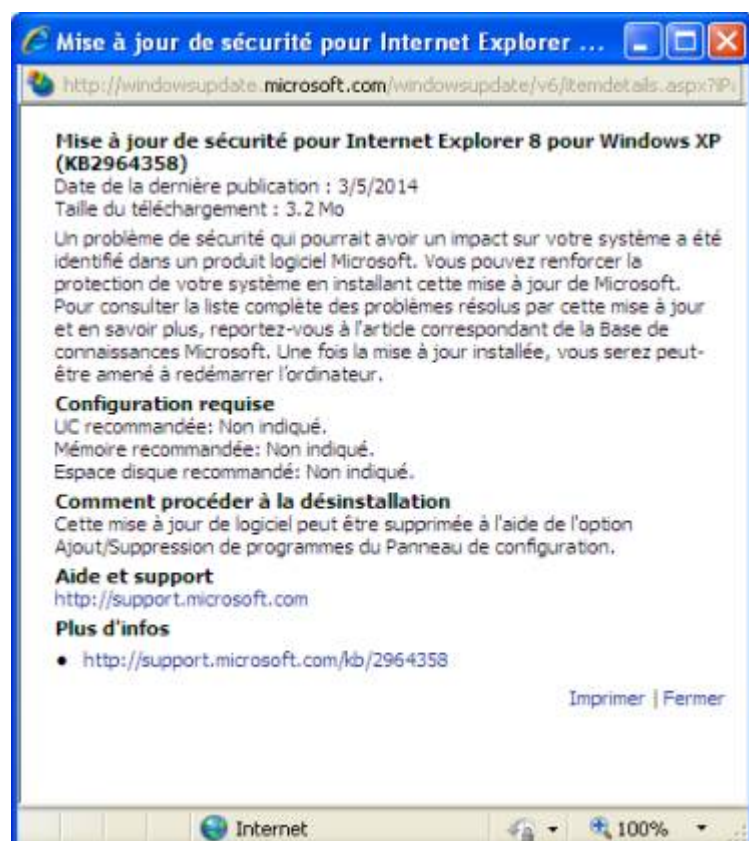 Mise à jour de sécurité pour Internet Explorer ...
http://windowsupdate.microsoft.com/windowsupdate/v6/itemdetails.aspx?
Mise à jour de sécurité pour Internet Explorer 8 pour Windows XP
(KB2964358)
Date de la dernière publication : 3/5/2014
Taille du téléchargement : 3.2 Mo
Un problème de sécurité qui pourrait avoir un impact sur votre système a été
identifié dans un produit logiciel Microsoft. Vous pouvez renforcer la
protection de votre système en installant cette mise à jour de Microsoft.
Pour consulter la liste complète des problèmes résolus par cette mise à jour
et en savoir plus, reportez-vous à l'article correspondant de la Base de
connaissances Microsoft. Une fois la mise à jour installée, vous serez peut-
être amené à redémarrer l'ordinateur.
Configuration requise
UC recommandée: Non indiqué.
Mémoire recommandée: Non indiqué.
Espace disque recommandé: Non indiqué.
Comment procéder à la désinstallation
Cette mise à jour de logiciel peut être supprimée à l'aide de l'option
Ajout/Suppression de programmes du Panneau de configuration.
Aide et support
http://support.microsoft.com
Plus d'infos
• http://support.microsoft.com/kb/2964358
Imprimer | Fermer
Internet 100%